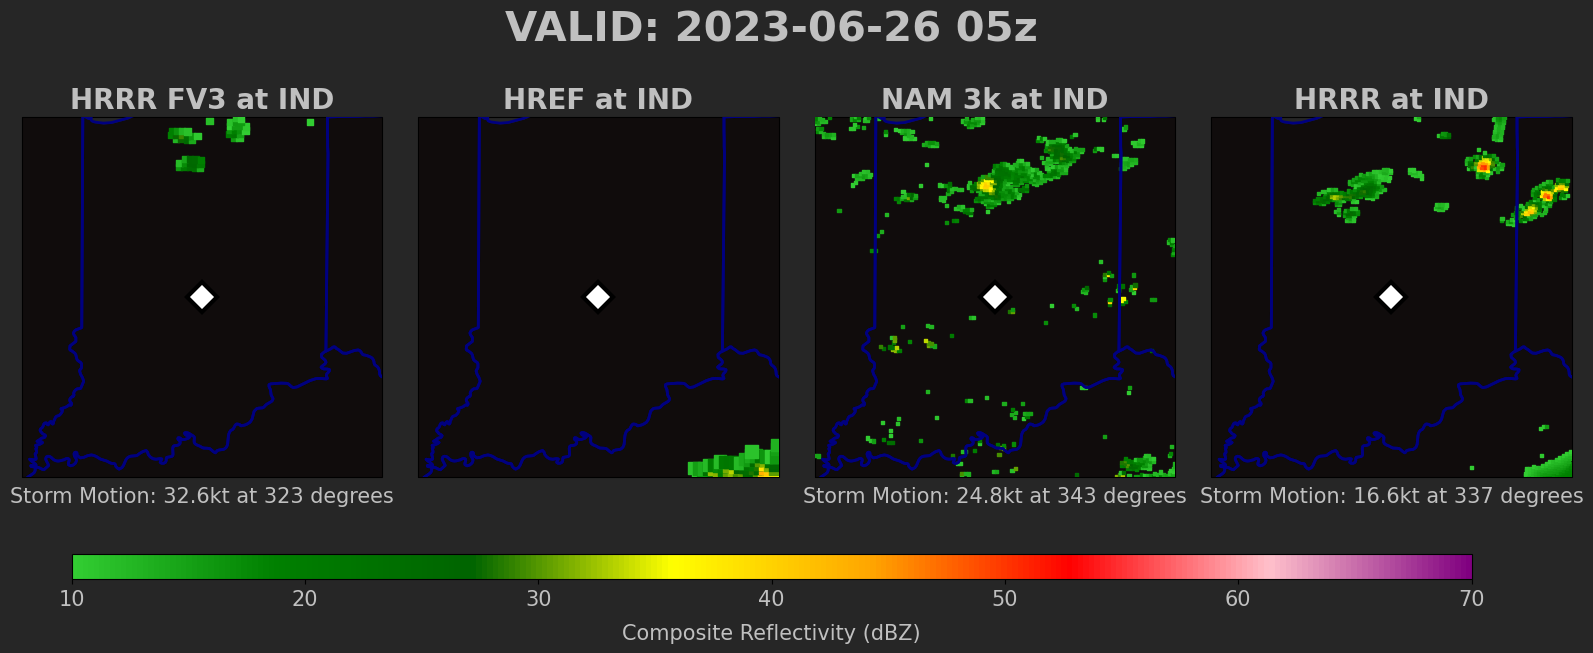 VALID: 2023-06-26 05z
HRRR FV3 at IND
HREF at IND
NAM 3k at IND
HRRR at IND
Storm Motion: 32.6kt at 323 degrees
Storm Motion: 24.8kt at 343 degrees
Storm Motion: 16.6kt at 337 degrees
10 20 30 40 50 60 70
Composite Reflectivity (dBZ)